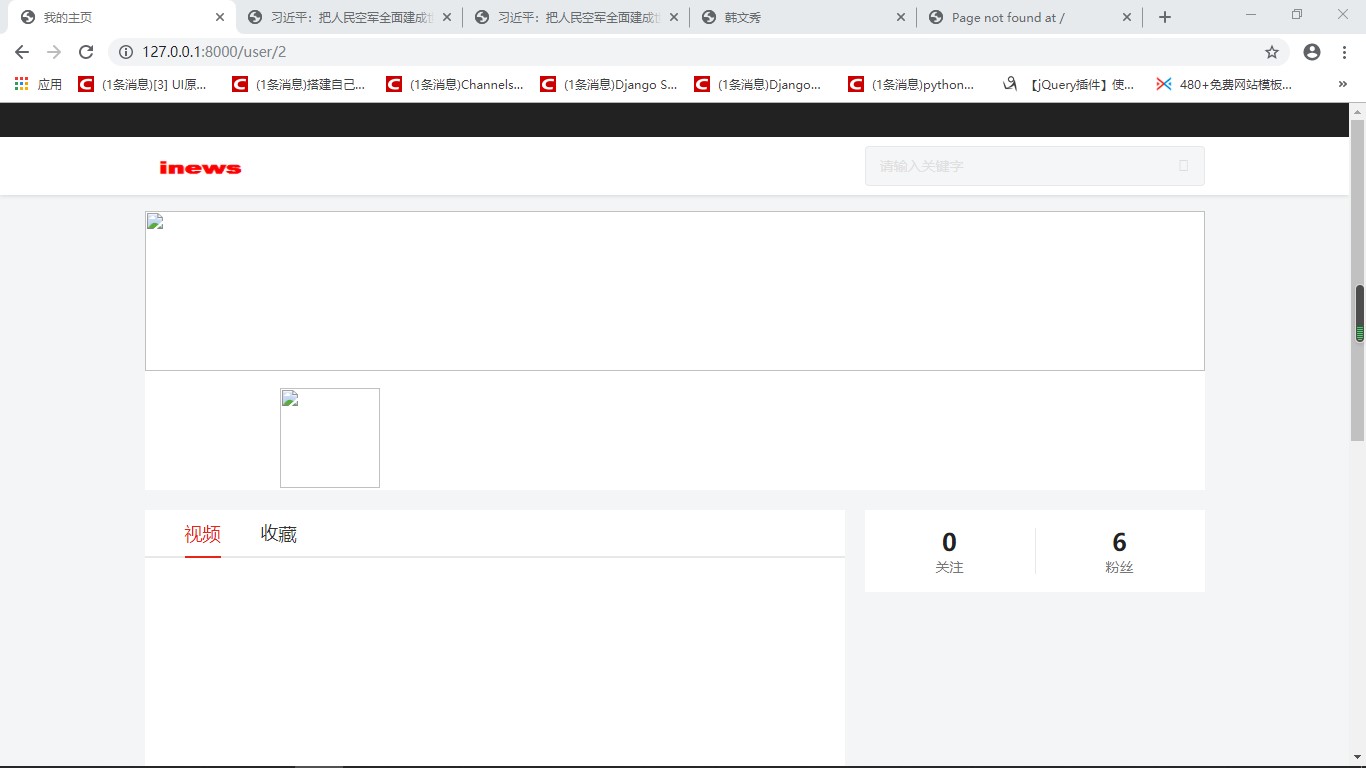 我的主页
习近平：把人民空军全面建成世
习近平：把人民空军全面建成世
韩文秀
Page not found at /
127.0.0.1:8000/user/2
应用
(1条消息)[3] UI原...
(1条消息)搭建自己...
(1条消息)Channels...
(1条消息)Django S...
(1条消息)Django...
(1条消息)python...
【jQuery插件】使...
480+免费网站模板...
»
inews
请输入关键字
视频
收藏
0
关注
6
粉丝